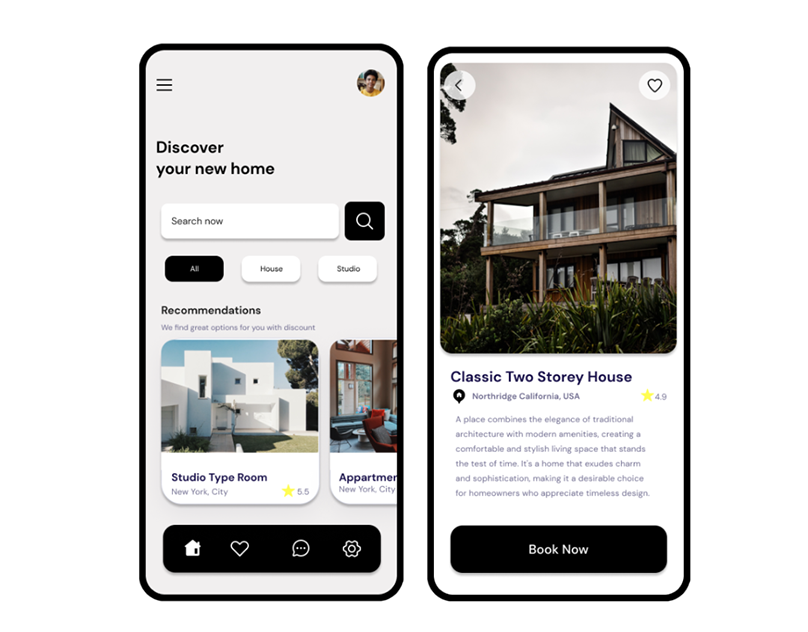 Discover
your new home
Search now
All
House
Studio
Recommendations
We find great options for you with discount
Studio Type Room
New York, City
5.5
Appartmen
New York, City
Classic Two Storey House
Northridge California, USA
4.9
A place combines the elegance of traditional
architecture with modern amenities, creating a
comfortable and stylish living space that stands
the test of time. It's a home that exudes charm
and sophistication, making it a desirable choice
for homeowners who appreciate timeless design.
Book Now